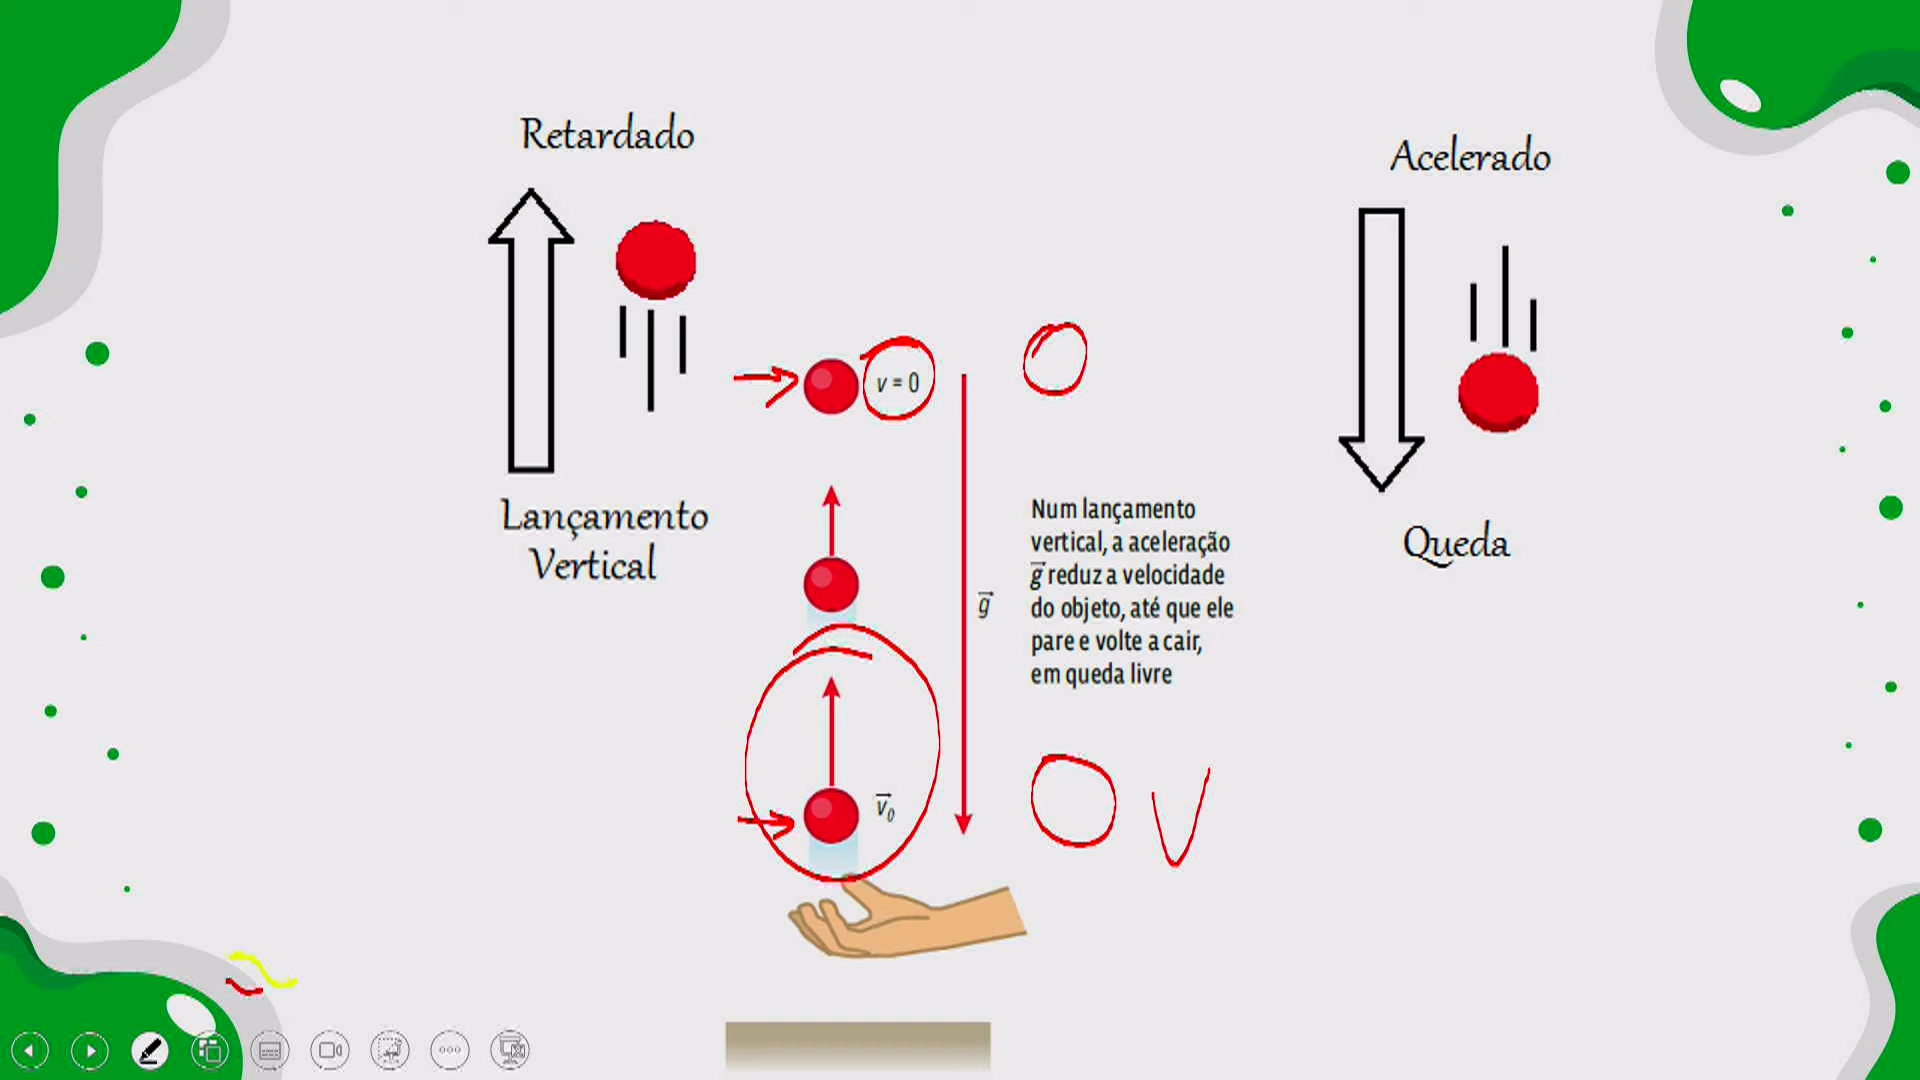 Retardado
Acelerado
v = 0
Lançamento
Vertical
Num lançamento
vertical, a aceleração
g⃗ reduz a velocidade
do objeto, até que ele
pare e volte a cair,
em queda livre
g⃗
Queda
v⃗₀
V